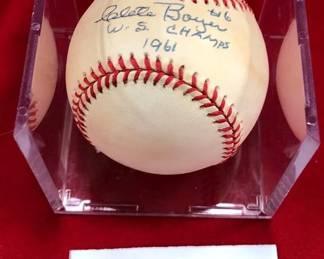 Clete Boyer #6
W.S. CHAMPS
1961